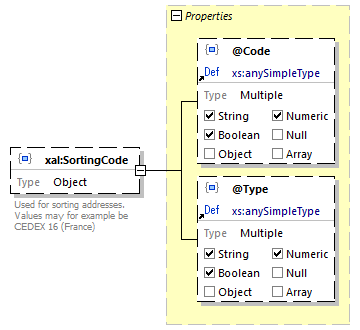 Properties
@Code
Def xs:anySimpleType
Type Multiple
String Numeric
Boolean Null
Object Array
xal:SortingCode
Type Object
Used for sorting addresses.
Values may for example be
CEDEX 16 (France)
@Type
Def xs:anySimpleType
Type Multiple
String Numeric
Boolean Null
Object Array